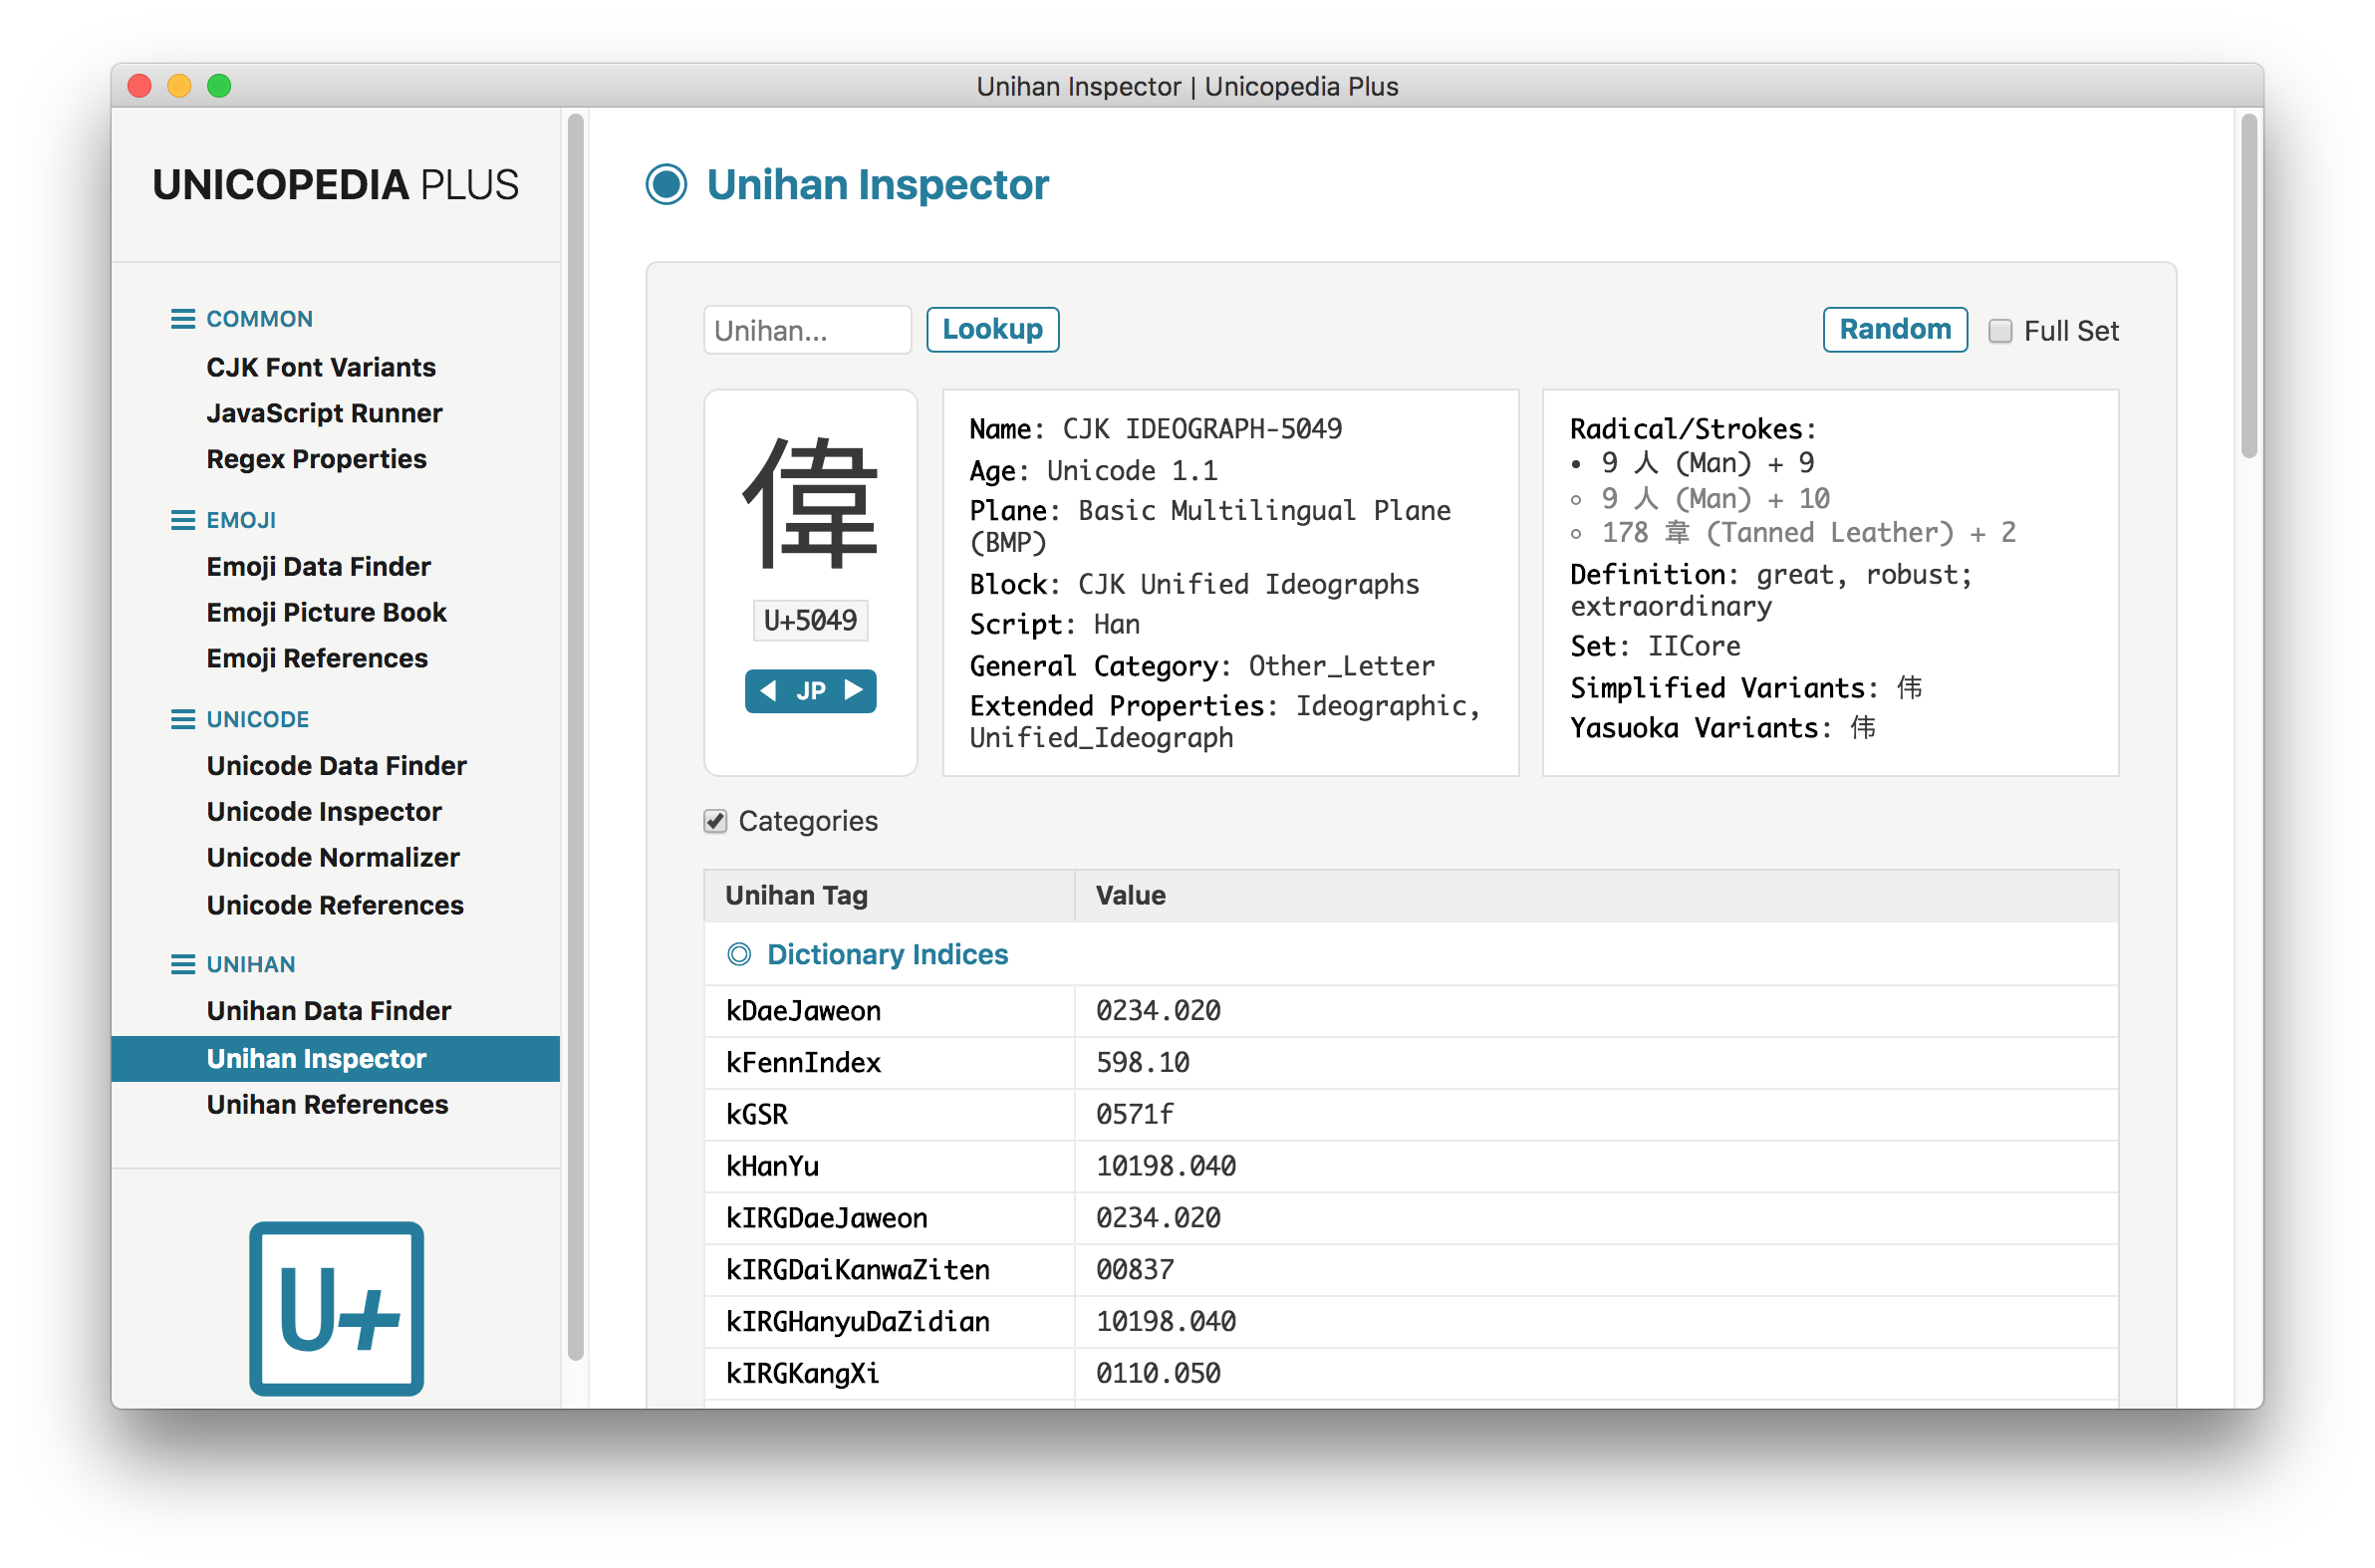 Unihan Inspector | Unicopedia Plus
UNICOPEDIA PLUS
COMMON
CJK Font Variants
JavaScript Runner
Regex Properties
EMOJI
Emoji Data Finder
Emoji Picture Book
Emoji References
UNICODE
Unicode Data Finder
Unicode Inspector
Unicode Normalizer
Unicode References
UNIHAN
Unihan Data Finder
Unihan Inspector
Unihan References
U+
Unihan Inspector
Unihan... Lookup Random Full Set
偉
U+5049
JP
Name: CJK IDEOGRAPH-5049
Age: Unicode 1.1
Plane: Basic Multilingual Plane
(BMP)
Block: CJK Unified Ideographs
Script: Han
General Category: Other_Letter
Extended Properties: Ideographic,
Unified_Ideograph
Radical/Strokes:
• 9 人 (Man) + 9
◦ 9 人 (Man) + 10
◦ 178 韋 (Tanned Leather) + 2
Definition: great, robust;
extraordinary
Set: IICore
Simplified Variants: 伟
Yasuoka Variants: 伟
Categories
Unihan Tag Value
Dictionary Indices
kDaeJaweon 0234.020
kFennIndex 598.10
kGSR 0571f
kHanYu 10198.040
kIRGDaeJaweon 0234.020
kIRGDaiKanwaZiten 00837
kIRGHanyuDaZidian 10198.040
kIRGKangXi 0110.050